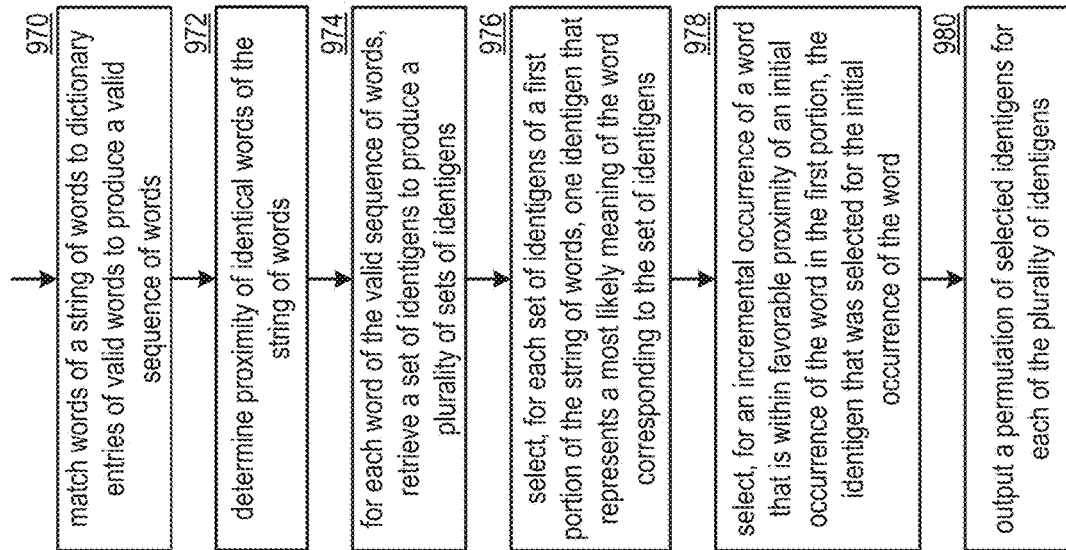 970
match words of a string of words to dictionary
entries of valid words to produce a valid
sequence of words
972
determine proximity of identical words of the
string of words
974
for each word of the valid sequence of words,
retrieve a set of identigens to produce a
plurality of sets of identigens
976
select, for each set of identigens of a first
portion of the string of words, one identigen that
represents a most likely meaning of the word
corresponding to the set of identigens
978
select, for an incremental occurrence of a word
that is within favorable proximity of an initial
occurrence of the word in the first portion, the
identigen that was selected for the initial
occurrence of the word
980
output a permutation of selected identigens for
each of the plurality of identigens